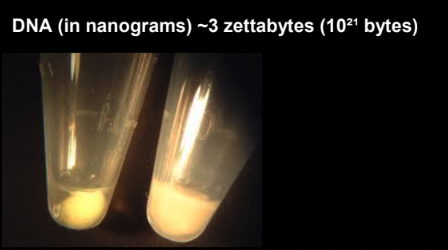 DNA (in nanograms) ~3 zettabytes (10²¹ bytes)